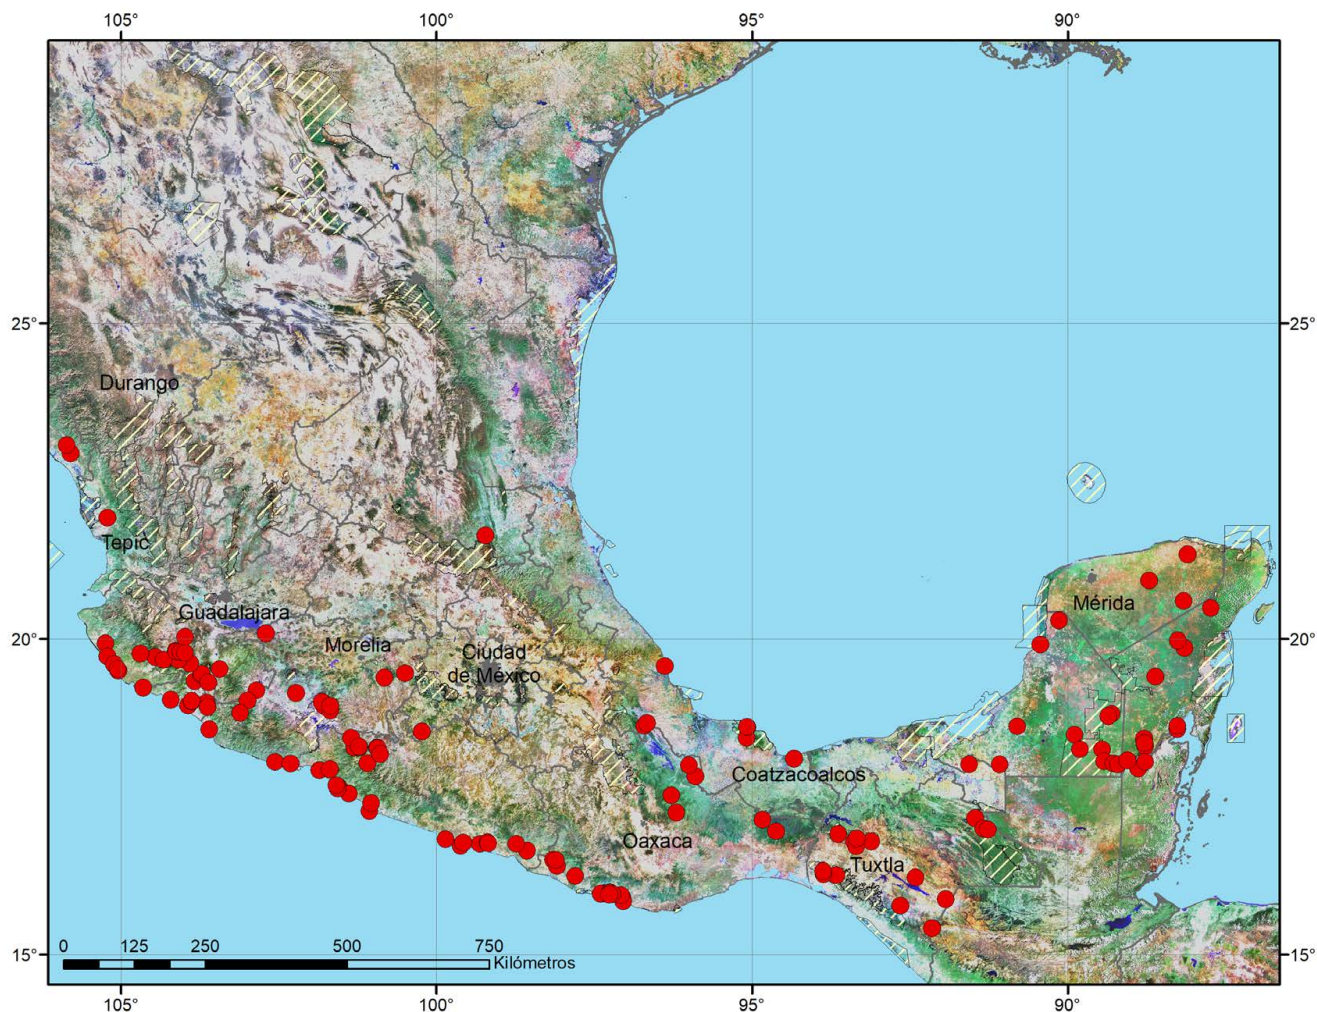 105°
100°
95°
90°
25°
25°
Durango
Tepic
Guadalajara
Mérida
20°
20°
Morelia
Ciudad
de México
Coatzacoalcos
Oaxaca
Tuxtla
0
125
250
500
750
Kilómetros
15°
15°
105°
100°
95°
90°